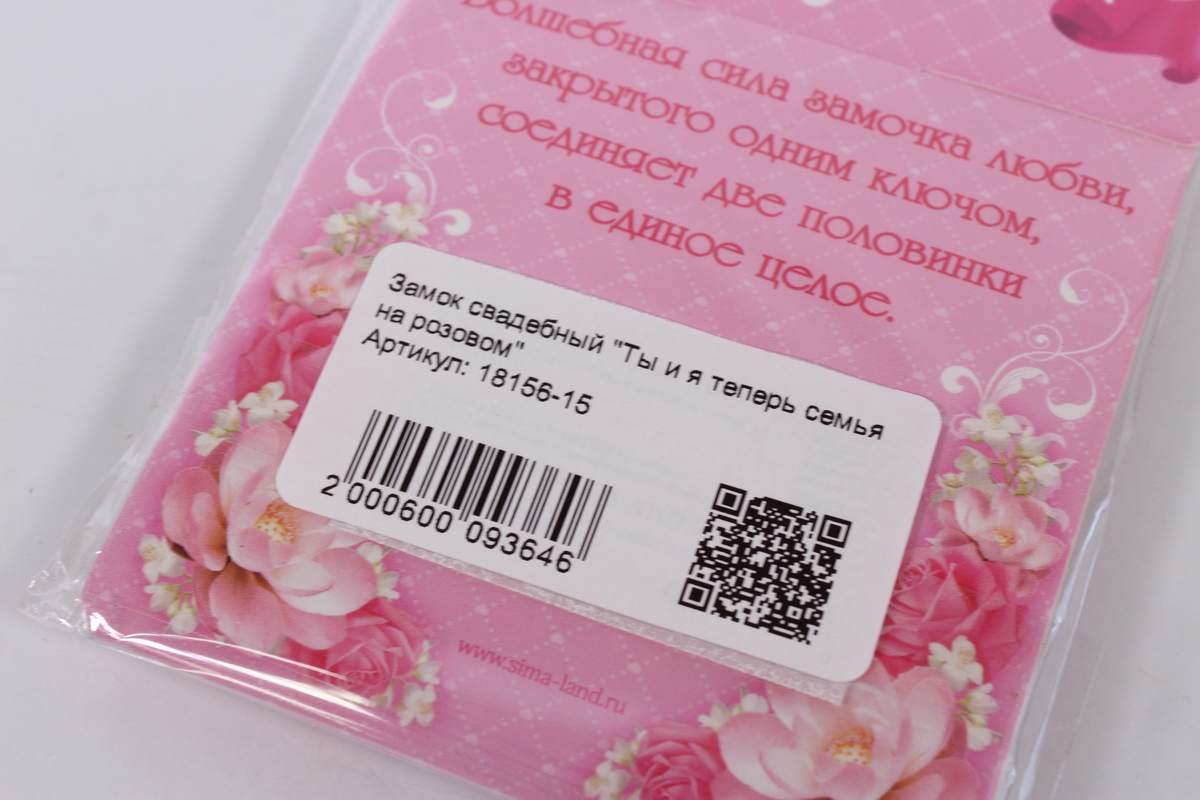 Волшебная сила замочка любви,
закрытого одним ключом,
соединяет две половинки
в единое целое.
Замок свадебный "Ты и я теперь семья
на розовом"
Артикул: 18156-15
2 000600 093646
www.sima-land.ru